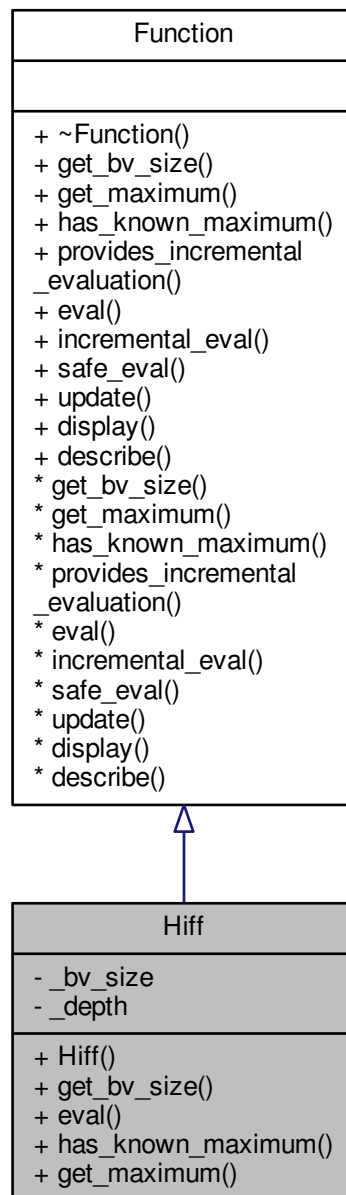 Function
+ ~Function()
+ get_bv_size()
+ get_maximum()
+ has_known_maximum()
+ provides_incremental
_evaluation()
+ eval()
+ incremental_eval()
+ safe_eval()
+ update()
+ display()
+ describe()
* get_bv_size()
* get_maximum()
* has_known_maximum()
* provides_incremental
_evaluation()
* eval()
* incremental_eval()
* safe_eval()
* update()
* display()
* describe()
Hiff
- _bv_size
- _depth
+ Hiff()
+ get_bv_size()
+ eval()
+ has_known_maximum()
+ get_maximum()